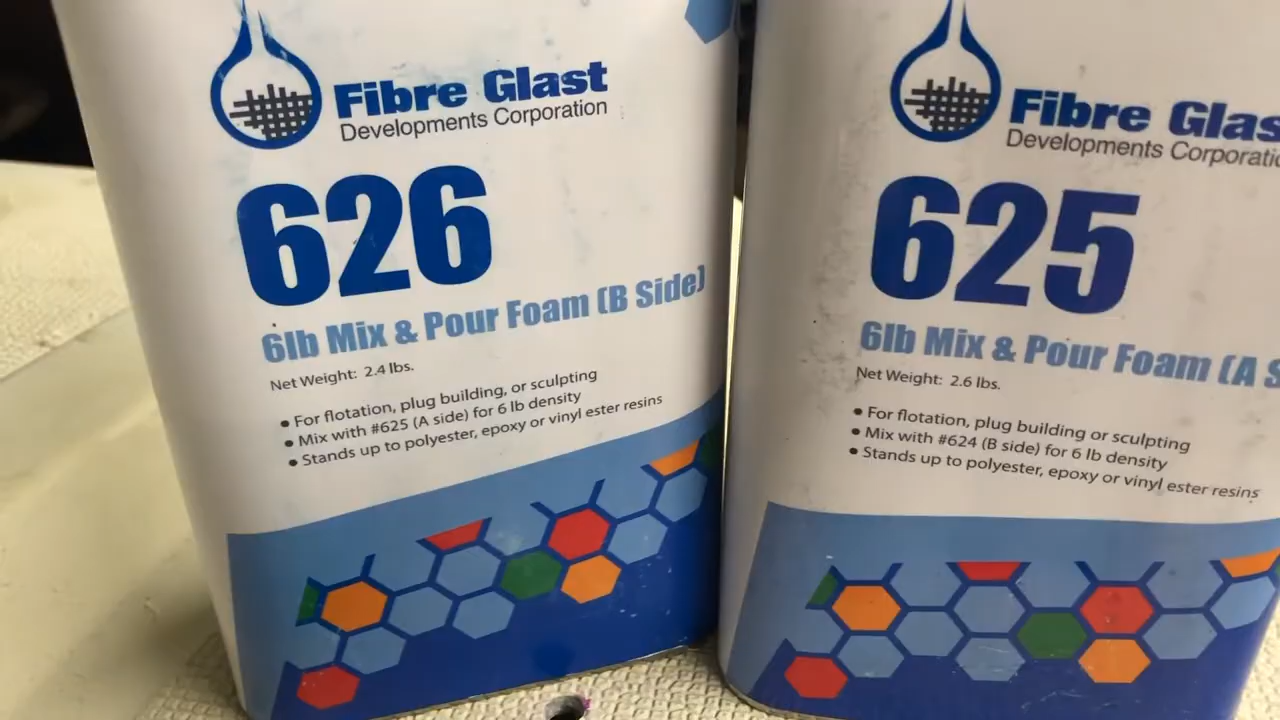 Fibre Glast
Developments Corporation
626
6lb Mix & Pour Foam (B Side)
Net Weight: 2.4 lbs.
• For flotation, plug building, or sculpting
• Mix with #625 (A side) for 6 lb density
• Stands up to polyester, epoxy or vinyl ester resins
Fibre Glas
Developments Corporatio
625
6lb Mix & Pour Foam (A S
Net Weight: 2.6 lbs.
• For flotation, plug building or sculpting
• Mix with #624 (B side) for 6 lb density
• Stands up to polyester, epoxy or vinyl ester resins